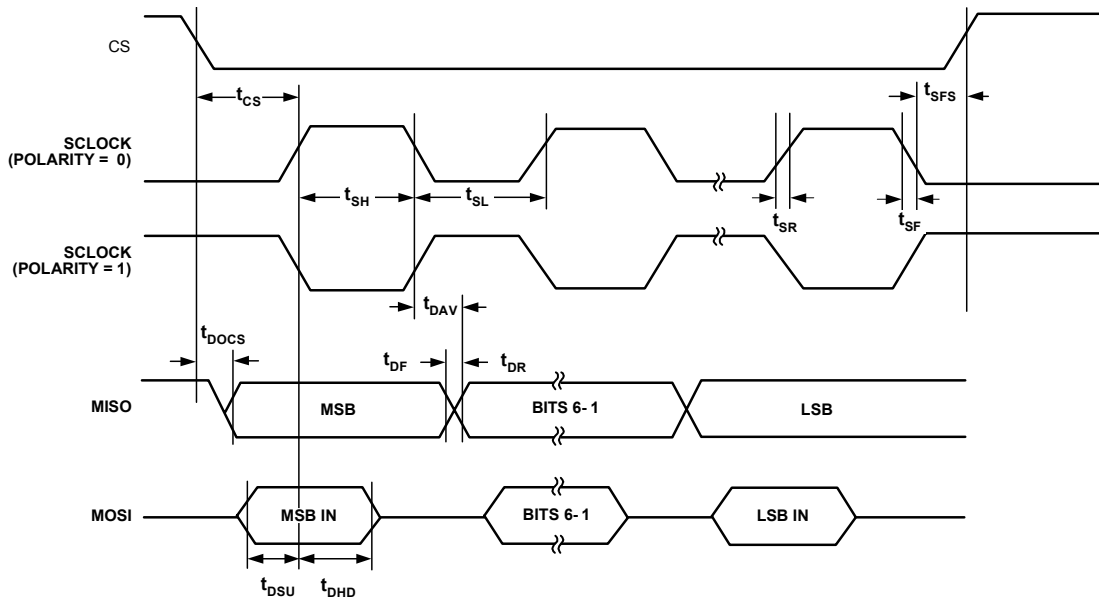 CS
tCS
tSFS
SCLOCK
(POLARITY = 0)
tSH
tSL
tSR
tSF
SCLOCK
(POLARITY = 1)
tDAV
tDOCS
tDF
tDR
MISO
MSB
BITS 6-1
LSB
MOSI
MSB IN
BITS 6-1
LSB IN
tDSU
tDHD